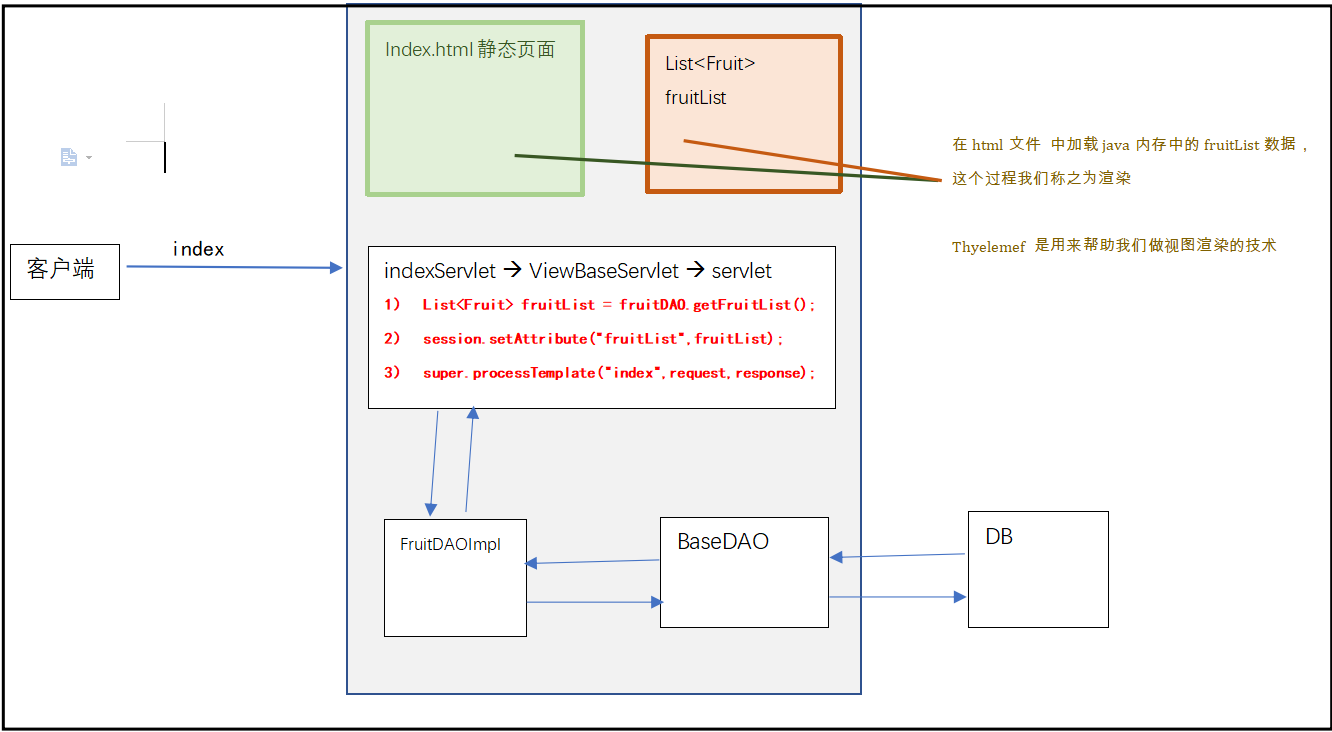 Index.html 静态页面
List<Fruit>
fruitList
在 html 文件 中加载 java 内存中的 fruitList 数据，
这个过程我们称之为渲染
Thyelemef 是用来帮助我们做视图渲染的技术
客户端
index
indexServlet → ViewBaseServlet → servlet
1） List<Fruit> fruitList = fruitDAO.getFruitList();
2） session.setAttribute("fruitList",fruitList);
3） super.processTemplate("index",request,response);
FruitDAOImpl
BaseDAO
DB